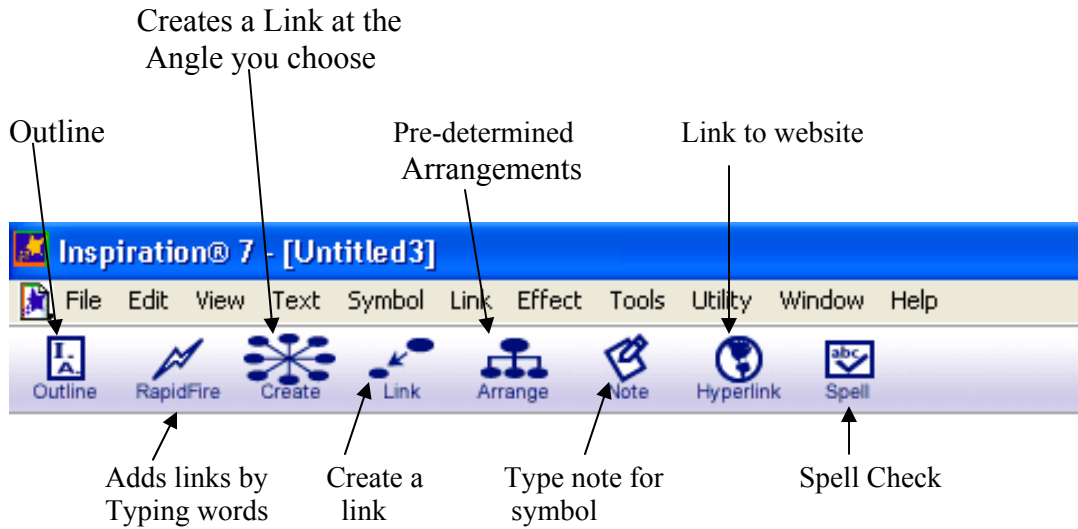 Creates a Link at the
Angle you choose
Outline
Pre-determined
Arrangements
Link to website
Inspiration® 7 - [Untitled3]
File Edit View Text Symbol Link Effect Tools Utility Window Help
I.
A.
abc
Outline RapidFire Create Link Arrange Note Hyperlink Spell
Adds links by
Typing words
Create a
link
Type note for
symbol
Spell Check